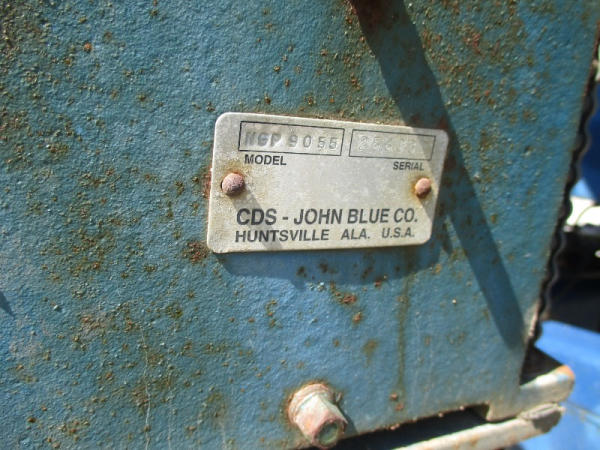 NGP 9055
MODEL SERIAL
CDS - JOHN BLUE CO.
HUNTSVILLE ALA. U.S.A.